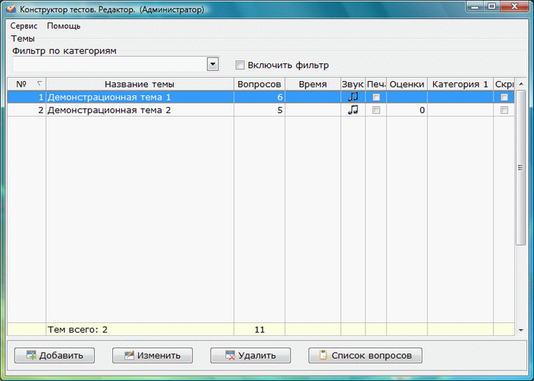 Конструктор тестов. Редактор. (Администратор)
Сервис Помощь
Темы
Фильтр по категориям
Включить фильтр
№ Название темы Вопросов Время Звук Печ. Оценки Категория 1 Скры
1 Демонстрационная тема 1 6
2 Демонстрационная тема 2 5 0
Тем всего: 2 11
Добавить Изменить Удалить Список вопросов